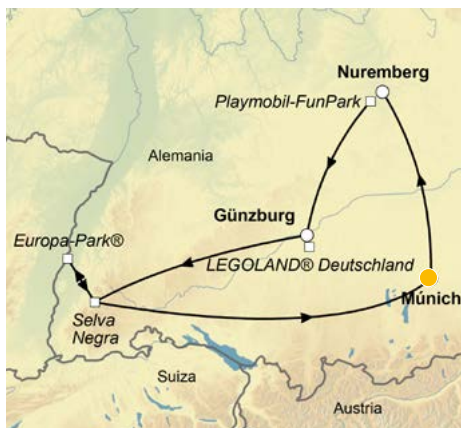 Nuremberg
Playmobil-FunPark
Alemania
Günzburg
Europa-Park®
LEGOLAND® Deutschland
Múnich
Selva
Negra
Suiza
Austria